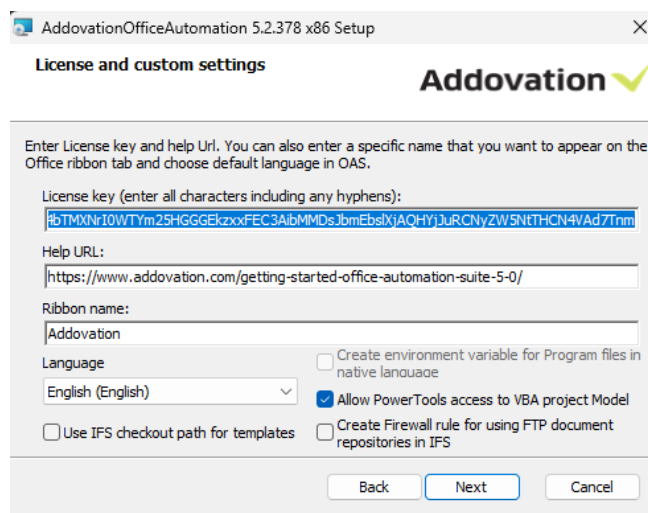 AddovationOfficeAutomation 5.2.378 x86 Setup
License and custom settings
Addovation
Enter License key and help Url. You can also enter a specific name that you want to appear on the
Office ribbon tab and choose default language in OAS.
License key (enter all characters including any hyphens):
Help URL:
https://www.addovation.com/getting-started-office-automation-suite-5-0/
Ribbon name:
Addovation
Language
Create environment variable for Program files in
native language
English (English)
Allow PowerTools access to VBA project Model
Use IFS checkout path for templates
Create Firewall rule for using FTP document
repositories in IFS
Back
Next
Cancel